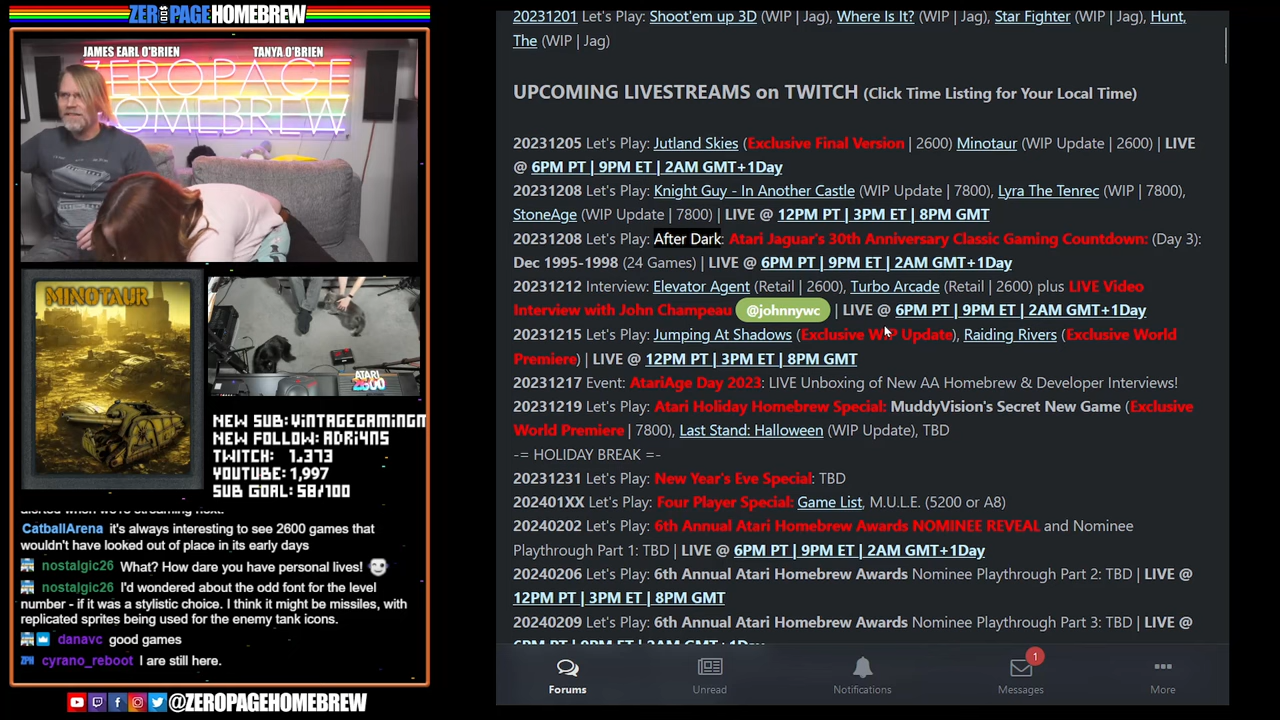 ZEROPAGEHOMEBREW
JAMES EARL O'BRIEN
TANYA O'BRIEN
ZEROPAGE
HOMEBREW
MINOTAUR
ATARI
2600
NEW SUB: VINTAGEGAMINGM
NEW FOLLOW: ADRI4NS
TWITCH: 1,373
YOUTUBE: 1,997
SUB GOAL: 58/100
alerted when we're streaming next.
CatballArena it's always interesting to see 2600 games that
wouldn't have looked out of place in its early days
nostalgic26 What? How dare you have personal lives!
nostalgic26 I'd wondered about the odd font for the level
number - if it was a stylistic choice. I think it might be missiles, with
replicated sprites being used for the enemy tank icons.
danavc good games
ZPH cyrano_reboot I are still here.
@ZEROPAGEHOMEBREW
20231201 Let's Play: Shoot'em up 3D (WIP | Jag), Where Is It? (WIP | Jag), Star Fighter (WIP | Jag), Hunt,
The (WIP | Jag)
UPCOMING LIVESTREAMS on TWITCH (Click Time Listing for Your Local Time)
20231205 Let's Play: Jutland Skies (Exclusive Final Version | 2600) Minotaur (WIP Update | 2600) | LIVE
@ 6PM PT | 9PM ET | 2AM GMT+1Day
20231208 Let's Play: Knight Guy - In Another Castle (WIP Update | 7800), Lyra The Tenrec (WIP | 7800),
StoneAge (WIP Update | 7800) | LIVE @ 12PM PT | 3PM ET | 8PM GMT
20231208 Let's Play: After Dark: Atari Jaguar's 30th Anniversary Classic Gaming Countdown: (Day 3):
Dec 1995-1998 (24 Games) | LIVE @ 6PM PT | 9PM ET | 2AM GMT+1Day
20231212 Interview: Elevator Agent (Retail | 2600), Turbo Arcade (Retail | 2600) plus LIVE Video
Interview with John Champeau @johnnywc | LIVE @ 6PM PT | 9PM ET | 2AM GMT+1Day
20231215 Let's Play: Jumping At Shadows (Exclusive WIP Update), Raiding Rivers (Exclusive World
Premiere) | LIVE @ 12PM PT | 3PM ET | 8PM GMT
20231217 Event: AtariAge Day 2023: LIVE Unboxing of New AA Homebrew & Developer Interviews!
20231219 Let's Play: Atari Holiday Homebrew Special: MuddyVision's Secret New Game (Exclusive
World Premiere | 7800), Last Stand: Halloween (WIP Update), TBD
-= HOLIDAY BREAK =-
20231231 Let's Play: New Year's Eve Special: TBD
202401XX Let's Play: Four Player Special: Game List, M.U.L.E. (5200 or A8)
20240202 Let's Play: 6th Annual Atari Homebrew Awards NOMINEE REVEAL and Nominee
Playthrough Part 1: TBD | LIVE @ 6PM PT | 9PM ET | 2AM GMT+1Day
20240206 Let's Play: 6th Annual Atari Homebrew Awards Nominee Playthrough Part 2: TBD | LIVE @
12PM PT | 3PM ET | 8PM GMT
20240209 Let's Play: 6th Annual Atari Homebrew Awards Nominee Playthrough Part 3: TBD | LIVE @
6PM PT | 9PM ET | 2AM GMT+1Day
Forums
Unread
Notifications
1
Messages
More